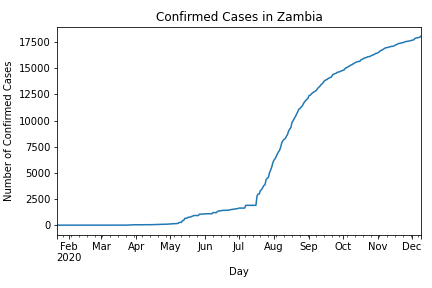 Confirmed Cases in Zambia
Number of Confirmed Cases
17500
15000
12500
10000
7500
5000
2500
0
Feb Mar Apr May Jun Jul Aug Sep Oct Nov Dec
2020
Day